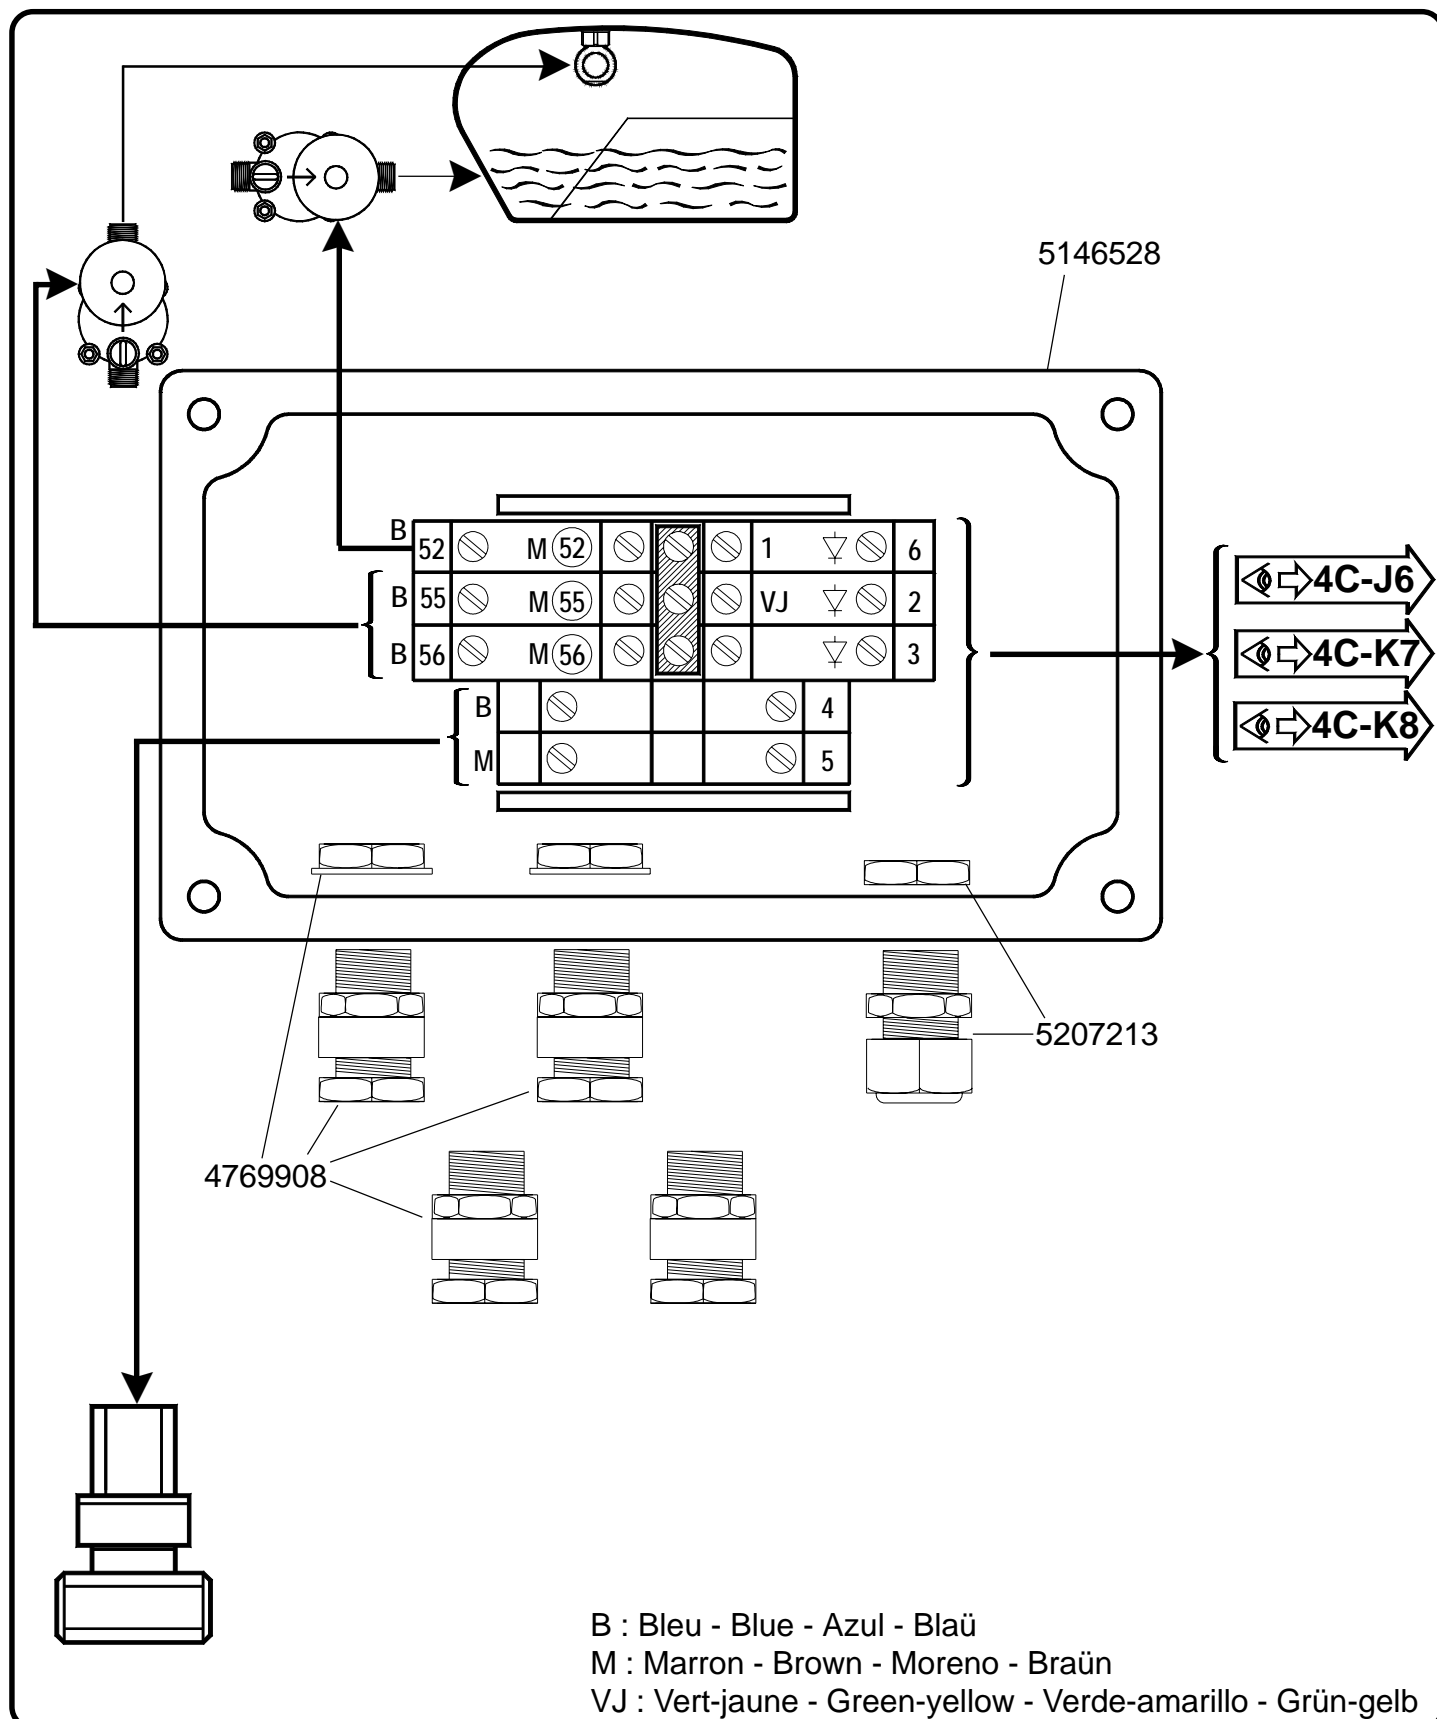 5146528
B 52 M 52 1 6
B 55 M 55 VJ 2
B 56 M 56 3
B 4
M 5
4C-J6
4C-K7
4C-K8
5207213
4769908
B : Bleu - Blue - Azul - Blaü
M : Marron - Brown - Moreno - Braün
VJ : Vert-jaune - Green-yellow - Verde-amarillo - Grün-gelb